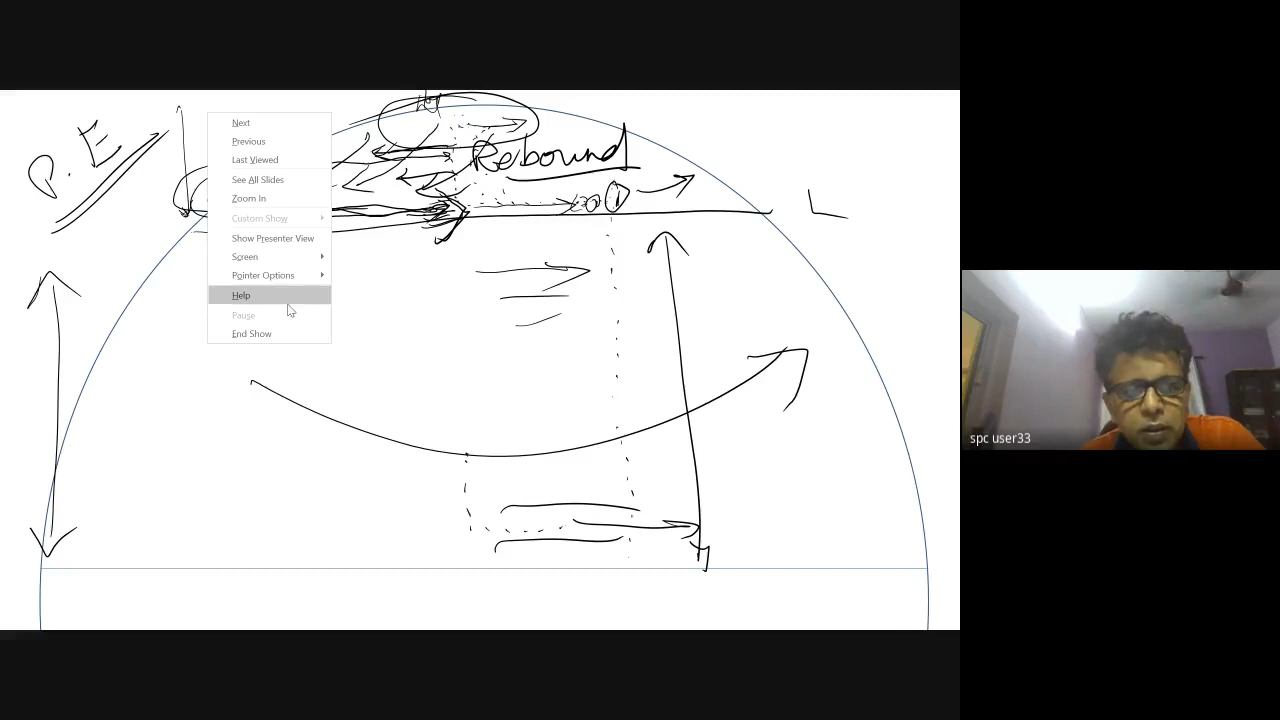 P.E
Rebound
L
Next
Previous
Last Viewed
See All Slides
Zoom In
Custom Show
Show Presenter View
Screen
Pointer Options
Help
Pause
End Show
spc user33